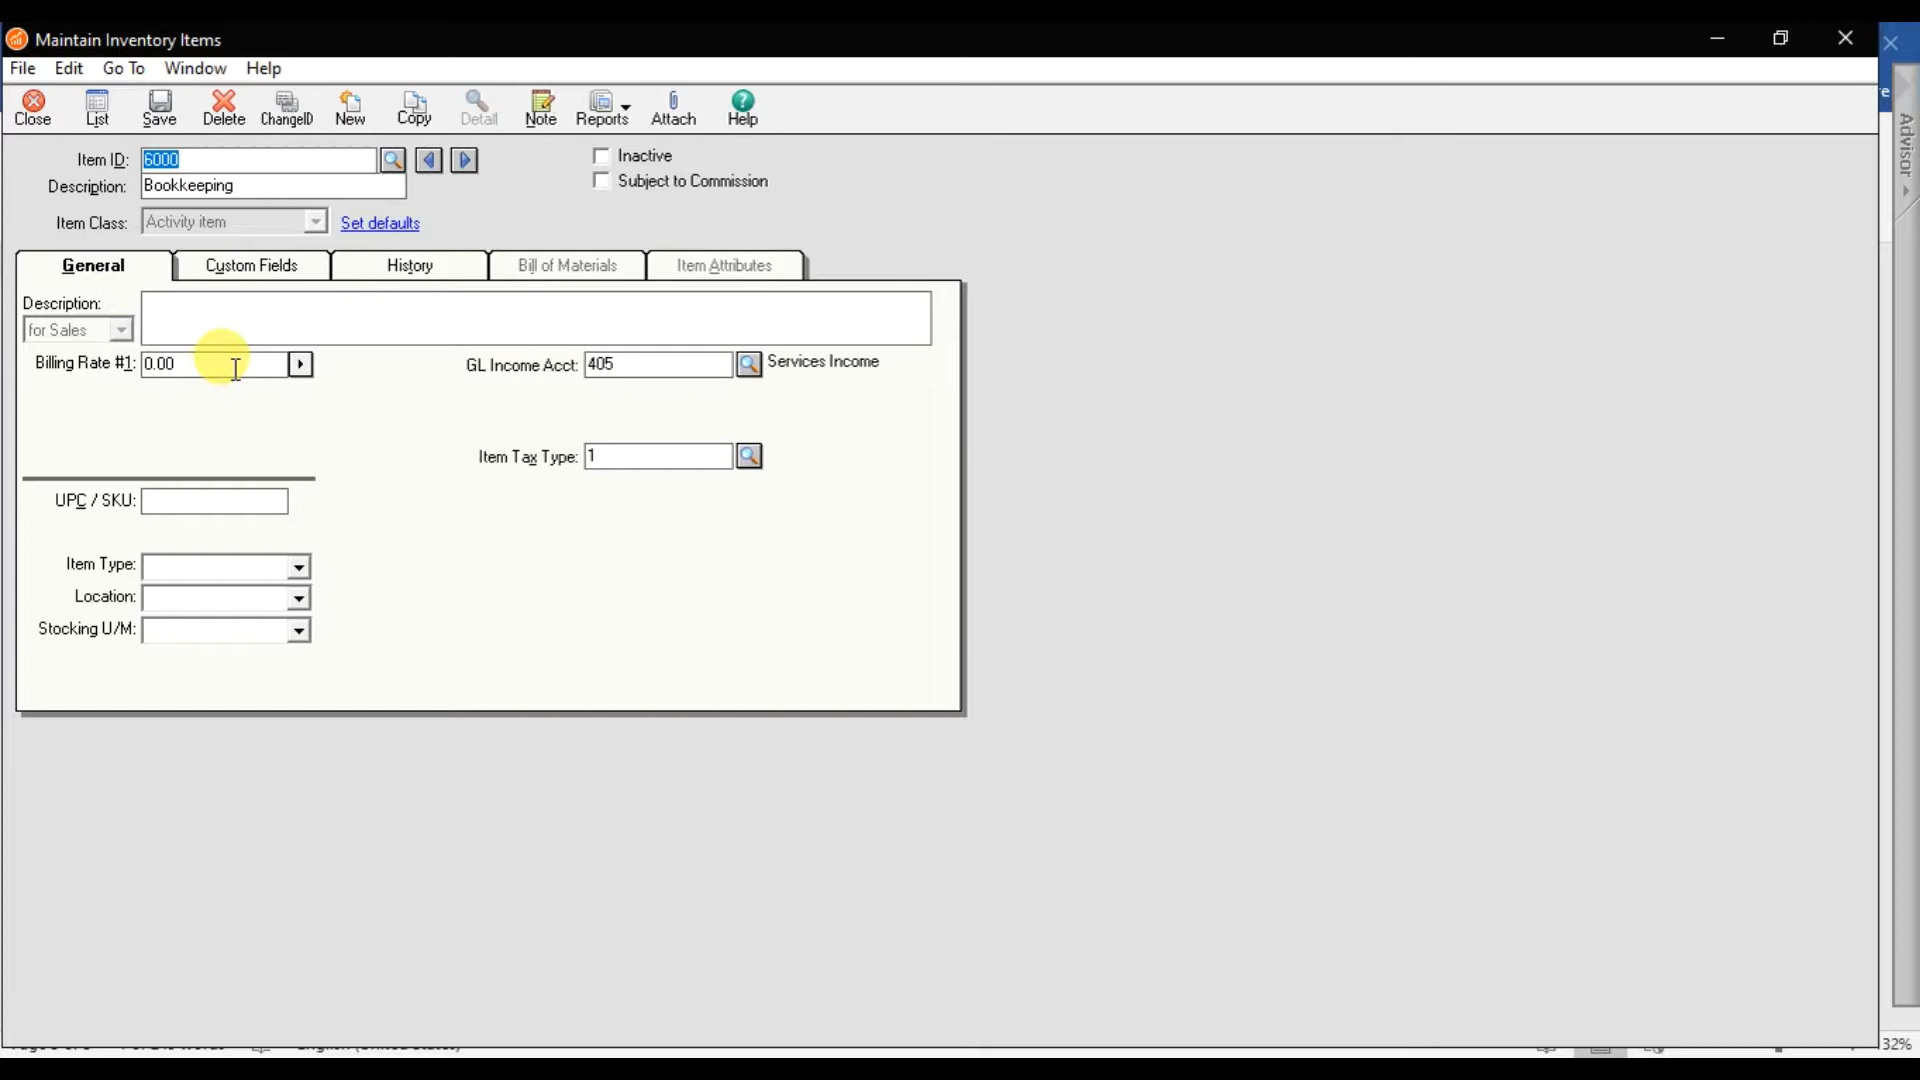 Maintain Inventory Items
File Edit Go To Window Help
Close List Save Delete ChangeID New Copy Detail Note Reports Attach Help
Item ID: 6000 Inactive
Description: Bookkeeping Subject to Commission
Item Class: Activity item Set defaults
General Custom Fields History Bill of Materials Item Attributes
Description:
for Sales
Billing Rate #1: 0.00 GL Income Acct: 405 Services Income
Item Tax Type: 1
UPC / SKU:
Item Type:
Location:
Stocking U/M:
Advisor
32%